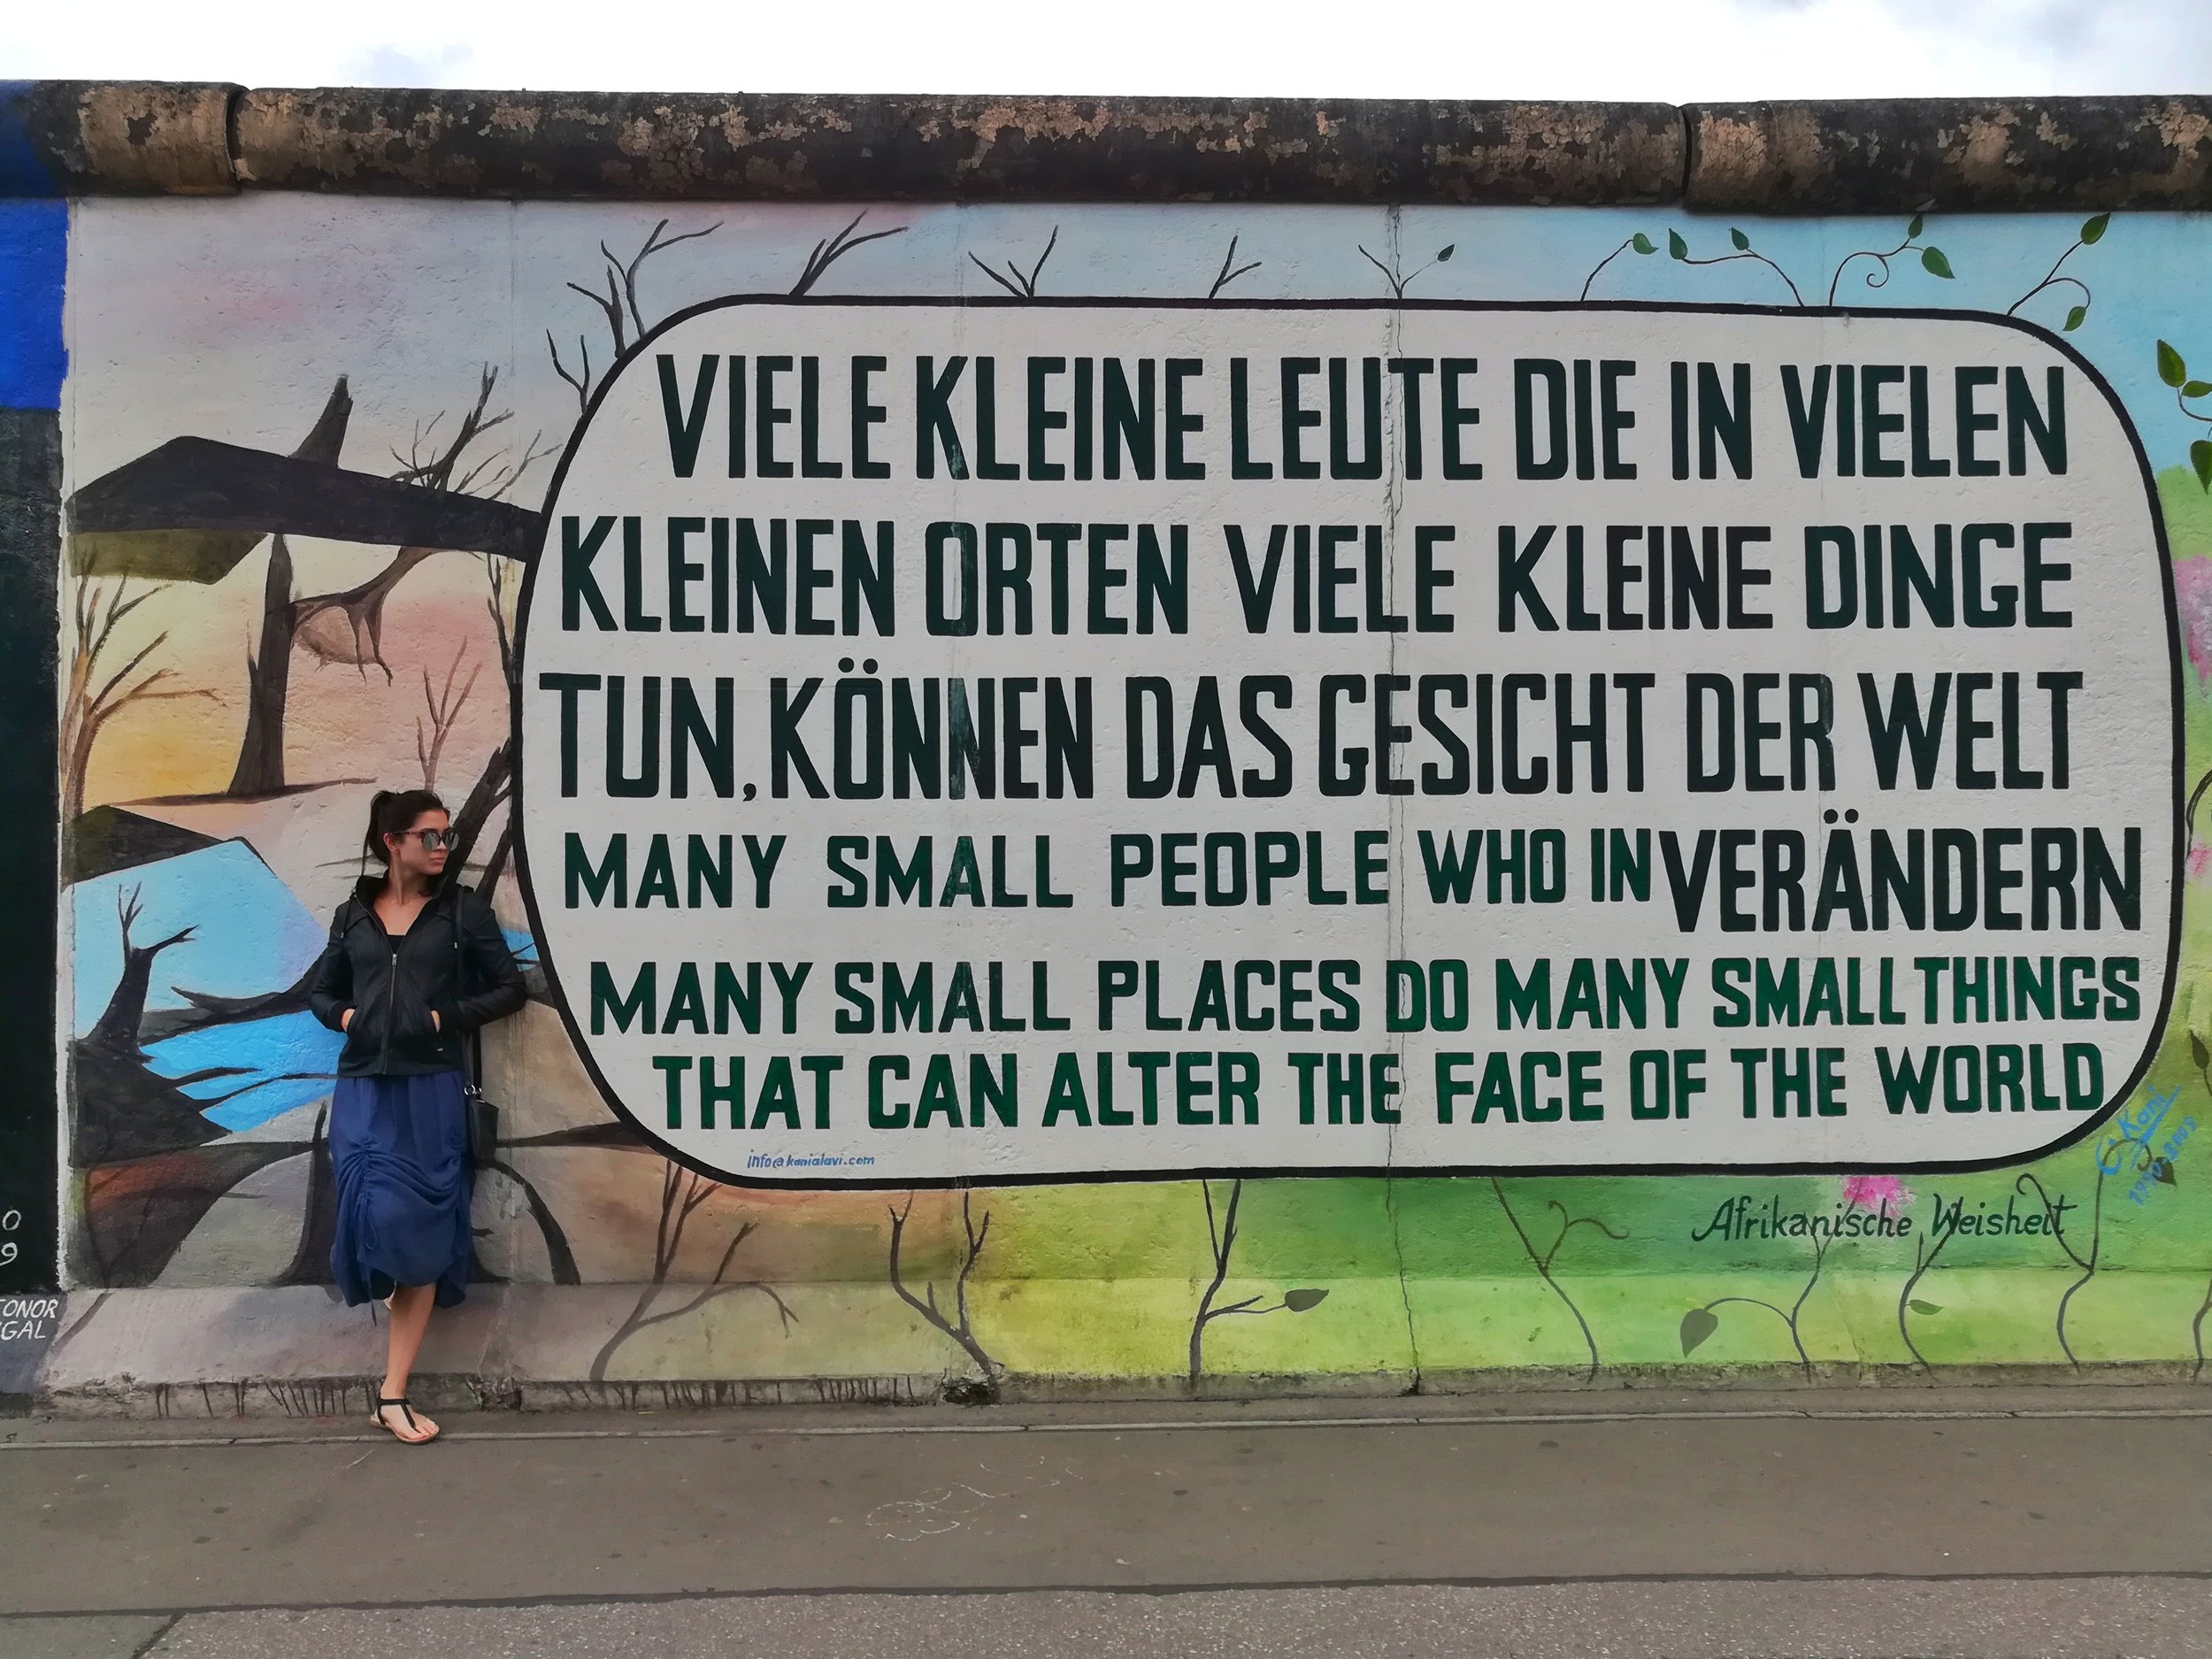 VIELE KLEINE LEUTE DIE IN VIELEN
KLEINEN ORTEN VIELE KLEINE DINGE
TUN, KÖNNEN DAS GESICHT DER WELT
VERÄNDERN
MANY SMALL PEOPLE WHO IN
MANY SMALL PLACES DO MANY SMALL THINGS
THAT CAN ALTER THE FACE OF THE WORLD
info@kanialavi.com
Kani
Afrikanische Weisheit